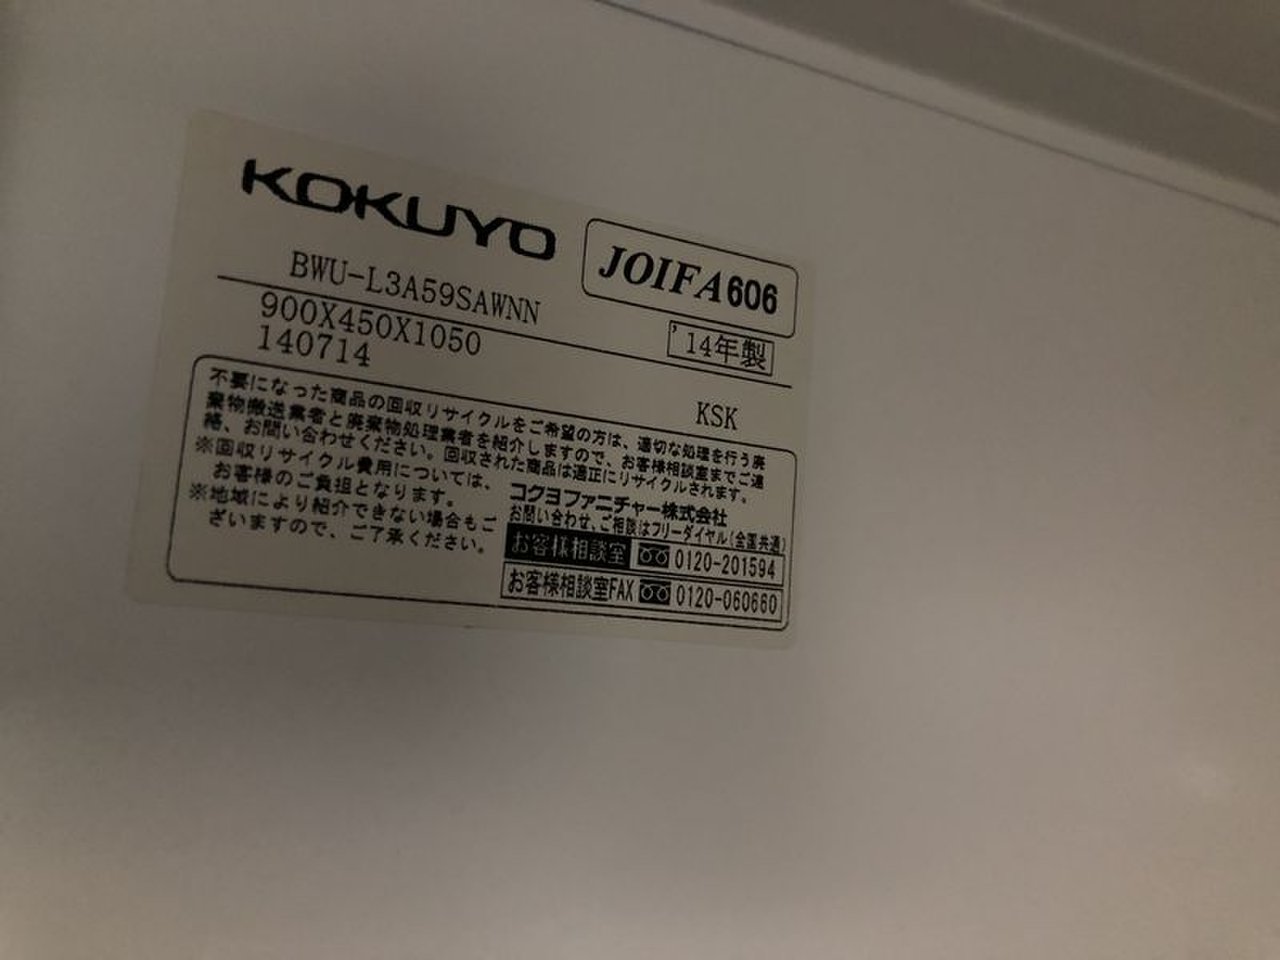 KOKUYO
JOIFA606
BWU-L3A59SAWNN
'14年製
900X450X1050
140714
KSK
不要になった商品の回収リサイクルをご希望の方は、適切な処理を行う廃
棄物搬送業者と廃棄物処理業者を紹介しますので、お客様相談室までご連
絡、お問い合わせください。回収された商品は適正にリサイクルされます。
※回収リサイクル費用については、
お客様のご負担となります。
※地域により紹介できない場合もご
ざいますので、ご了承ください。
コクヨファニチャー株式会社
お問い合わせ、ご相談はフリーダイヤル(全国共通)
お客様相談室 0120-201594
お客様相談室FAX 0120-060660